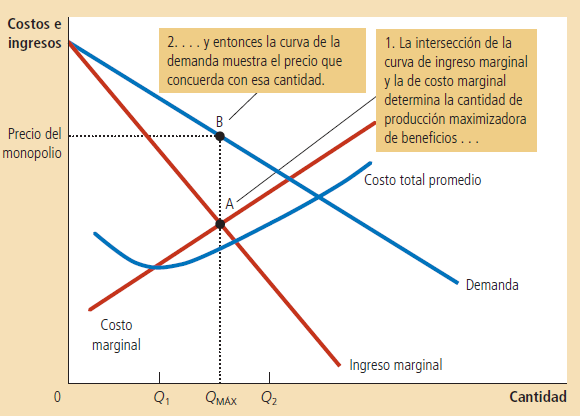 Costos e
ingresos
2. . . . y entonces la curva de la
demanda muestra el precio que
concuerda con esa cantidad.
1. La intersección de la
curva de ingreso marginal
y la de costo marginal
determina la cantidad de
producción maximizadora
de beneficios . . .
B
Precio del
monopolio
Costo total promedio
A
Demanda
Costo
marginal
Ingreso marginal
0
Q1
QMÁX
Q2
Cantidad